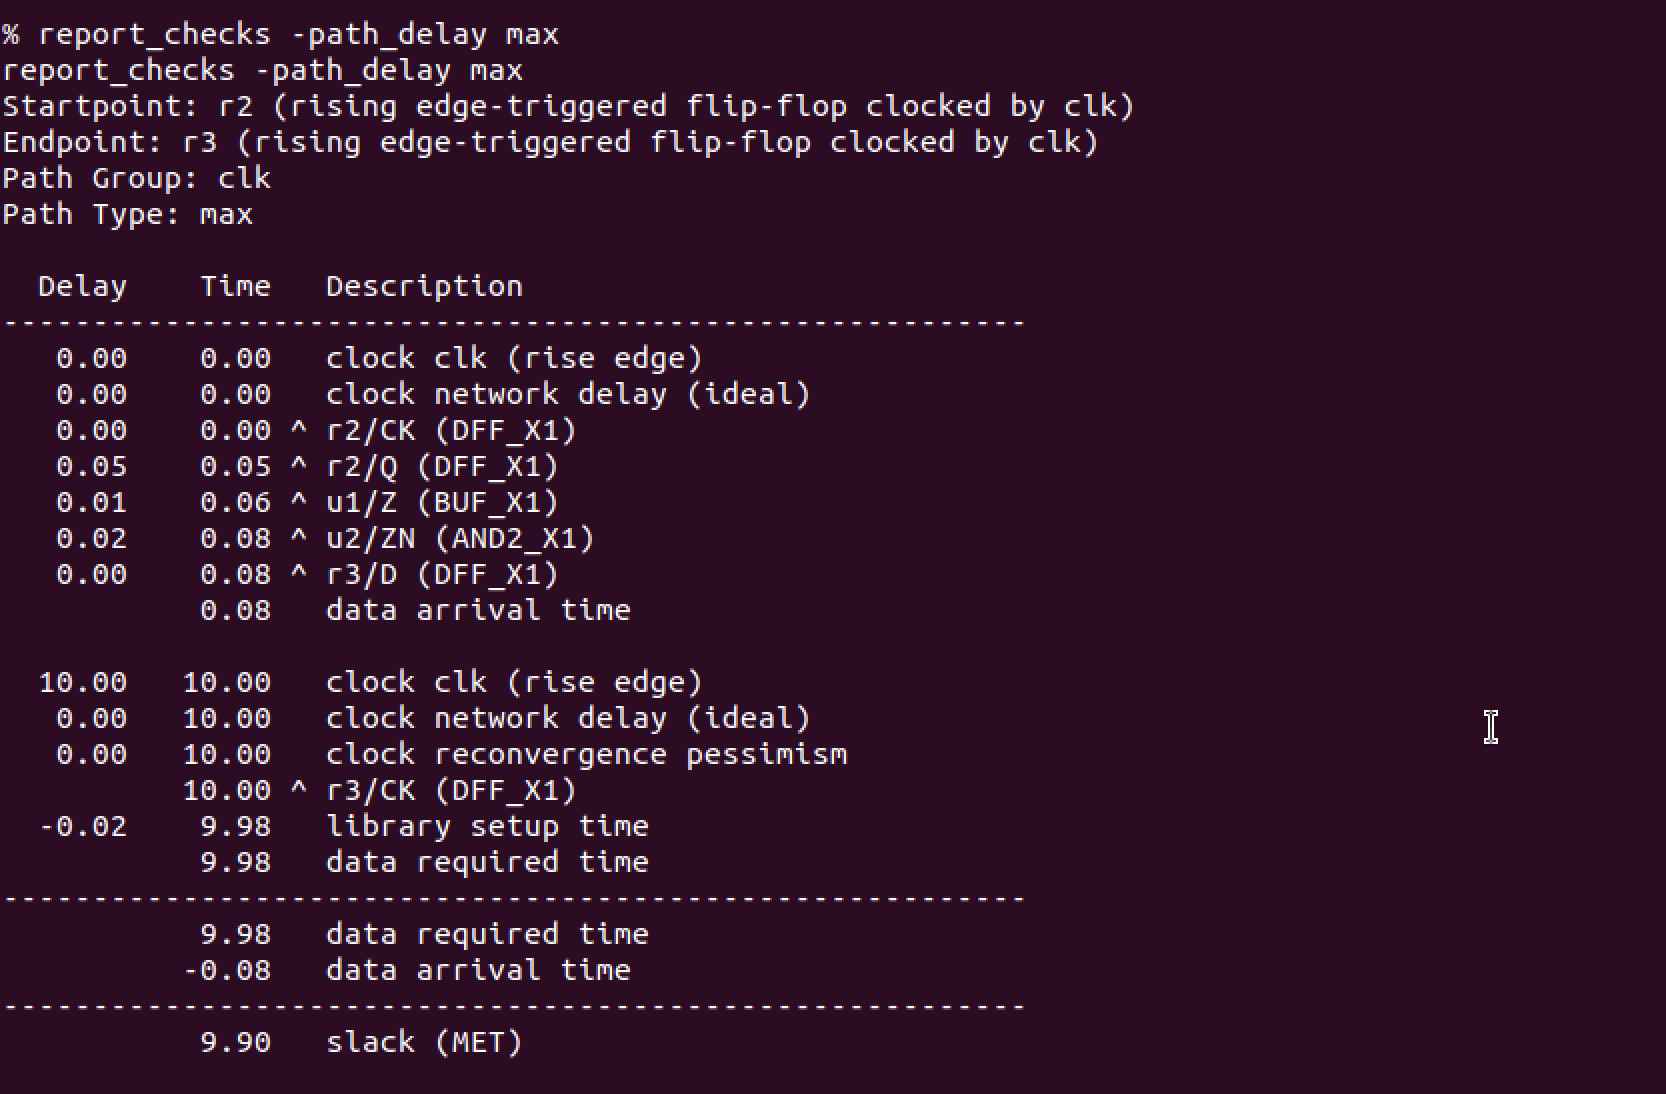 % report_checks -path_delay max
report_checks -path_delay max
Startpoint: r2 (rising edge-triggered flip-flop clocked by clk)
Endpoint: r3 (rising edge-triggered flip-flop clocked by clk)
Path Group: clk
Path Type: max

  Delay    Time   Description
---------------------------------------------------------
   0.00    0.00   clock clk (rise edge)
   0.00    0.00   clock network delay (ideal)
   0.00    0.00 ^ r2/CK (DFF_X1)
   0.05    0.05 ^ r2/Q (DFF_X1)
   0.01    0.06 ^ u1/Z (BUF_X1)
   0.02    0.08 ^ u2/ZN (AND2_X1)
   0.00    0.08 ^ r3/D (DFF_X1)
           0.08   data arrival time

  10.00   10.00   clock clk (rise edge)
   0.00   10.00   clock network delay (ideal)
   0.00   10.00   clock reconvergence pessimism
          10.00 ^ r3/CK (DFF_X1)
  -0.02    9.98   library setup time
           9.98   data required time
---------------------------------------------------------
           9.98   data required time
          -0.08   data arrival time
---------------------------------------------------------
           9.90   slack (MET)